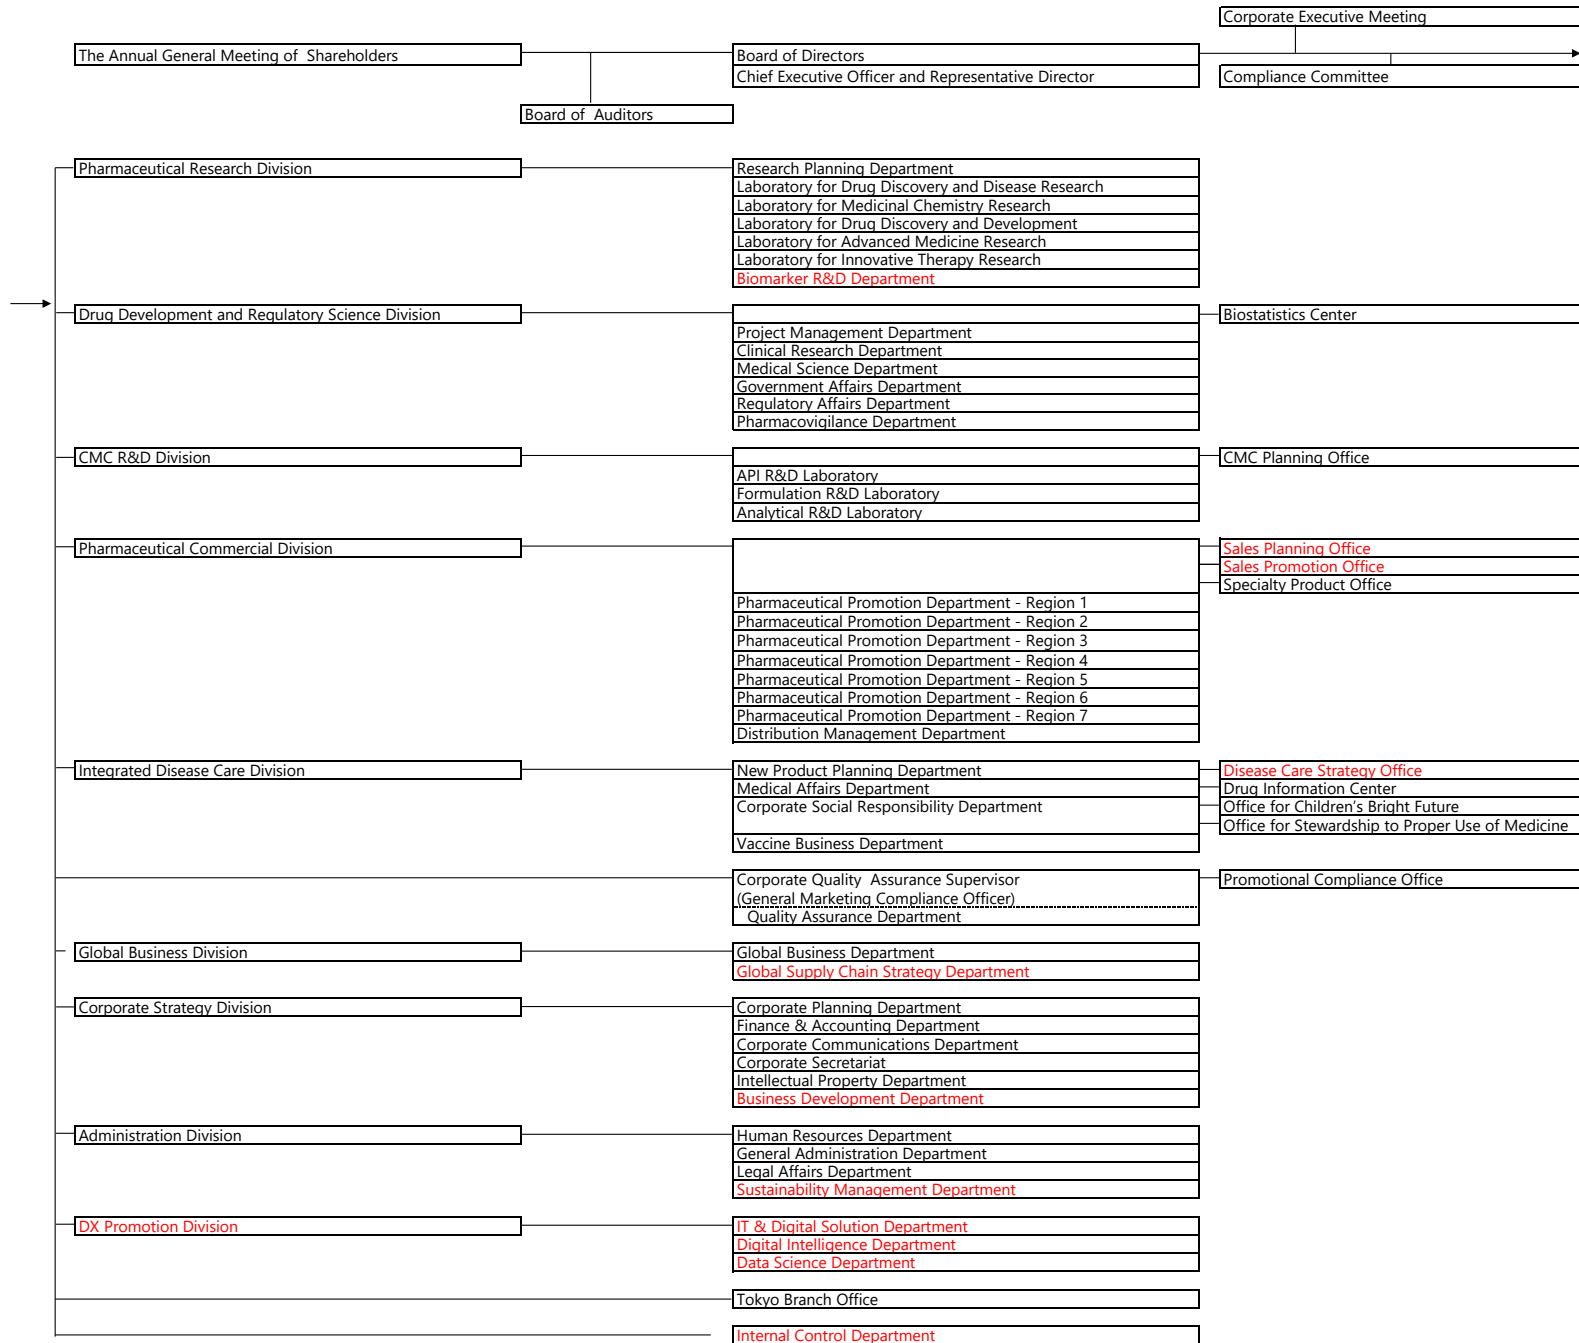 Corporate Executive Meeting
The Annual General Meeting of  Shareholders
Board of Directors
Chief Executive Officer and Representative Director
Compliance Committee
Board of  Auditors
Pharmaceutical Research Division
Research Planning Department
Laboratory for Drug Discovery and Disease Research
Laboratory for Medicinal Chemistry Research
Laboratory for Drug Discovery and Development
Laboratory for Advanced Medicine Research
Laboratory for Innovative Therapy Research
Biomarker R&D Department
Drug Development and Regulatory Science Division
Biostatistics Center
Project Management Department
Clinical Research Department
Medical Science Department
Government Affairs Department
Regulatory Affairs Department
Pharmacovigilance Department
CMC R&D Division
CMC Planning Office
API R&D Laboratory
Formulation R&D Laboratory
Analytical R&D Laboratory
Pharmaceutical Commercial Division
Sales Planning Office
Sales Promotion Office
Specialty Product Office
Pharmaceutical Promotion Department - Region 1
Pharmaceutical Promotion Department - Region 2
Pharmaceutical Promotion Department - Region 3
Pharmaceutical Promotion Department - Region 4
Pharmaceutical Promotion Department - Region 5
Pharmaceutical Promotion Department - Region 6
Pharmaceutical Promotion Department - Region 7
Distribution Management Department
Integrated Disease Care Division
New Product Planning Department
Disease Care Strategy Office
Medical Affairs Department
Drug Information Center
Corporate Social Responsibility Department
Office for Children's Bright Future
Office for Stewardship to Proper Use of Medicine
Vaccine Business Department
Corporate Quality  Assurance Supervisor
Promotional Compliance Office
(General Marketing Compliance Officer)
Quality Assurance Department
Global Business Division
Global Business Department
Global Supply Chain Strategy Department
Corporate Strategy Division
Corporate Planning Department
Finance & Accounting Department
Corporate Communications Department
Corporate Secretariat
Intellectual Property Department
Business Development Department
Administration Division
Human Resources Department
General Administration Department
Legal Affairs Department
Sustainability Management Department
DX Promotion Division
IT & Digital Solution Department
Digital Intelligence Department
Data Science Department
Tokyo Branch Office
Internal Control Department